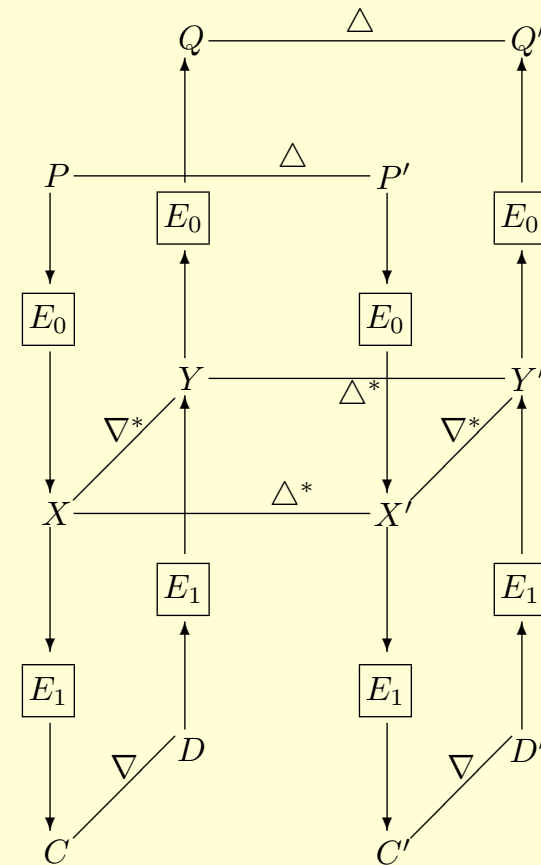 △
Q Q′
△
P P′
E₀ E₀
E₀ E₀
Y Y′
△*
∇* ∇*
△*
X X′
E₁ E₁
E₁ E₁
D D′
∇ ∇
C C′